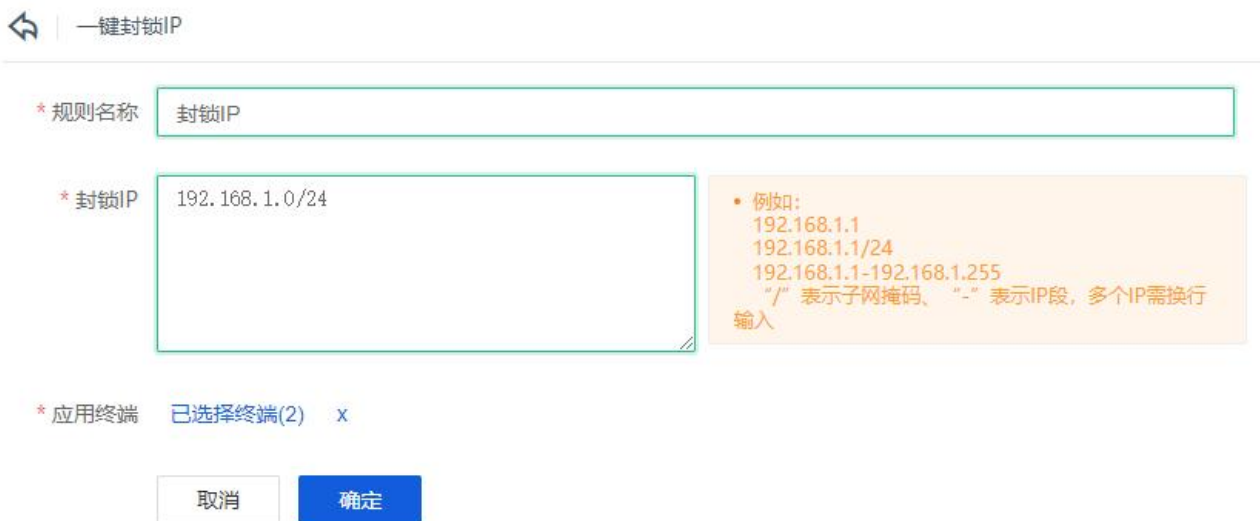 一键封锁IP
* 规则名称 封锁IP
* 封锁IP 192.168.1.0/24
• 例如：
192.168.1.1
192.168.1.1/24
192.168.1.1-192.168.1.255
“/”表示子网掩码、“-”表示IP段，多个IP需换行
输入
* 应用终端 已选择终端(2) x
取消 确定